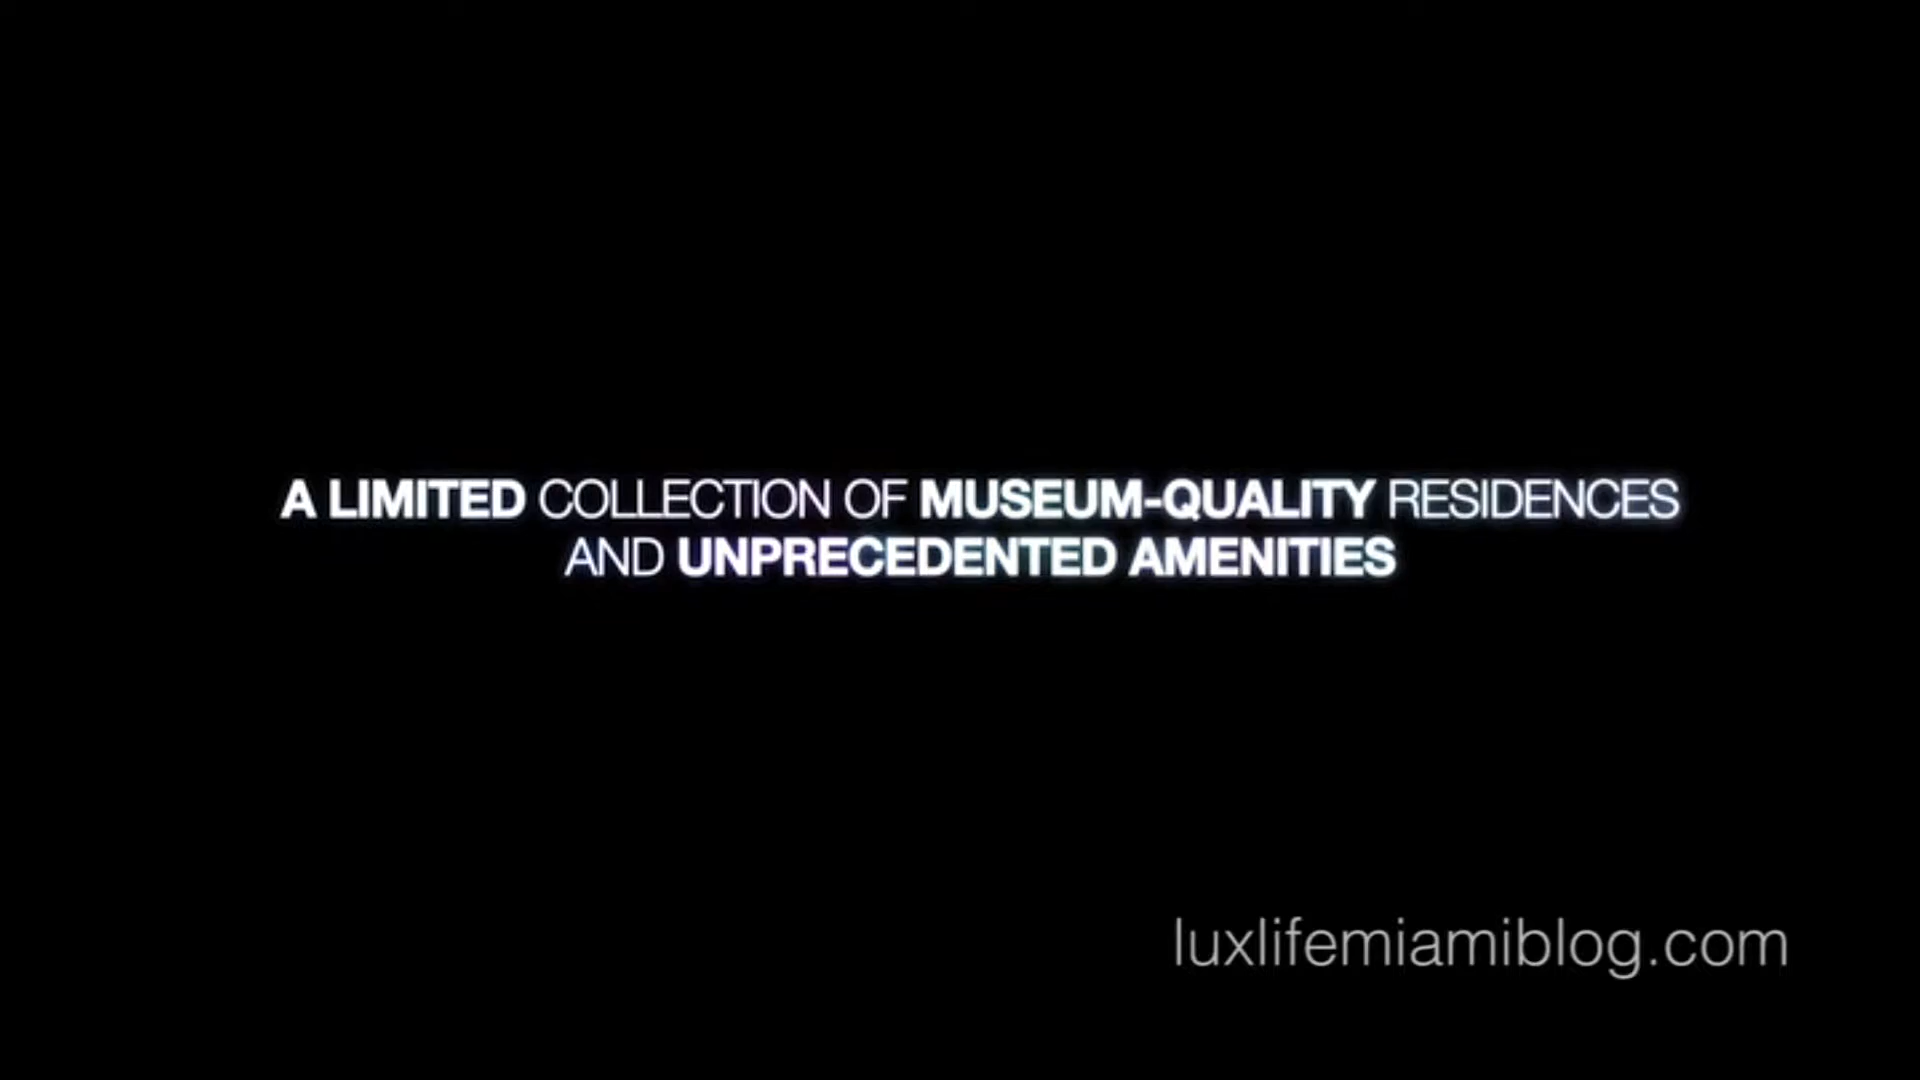 A LIMITED COLLECTION OF MUSEUM-QUALITY RESIDENCES
AND UNPRECEDENTED AMENITIES
luxlifemiamiblog.com